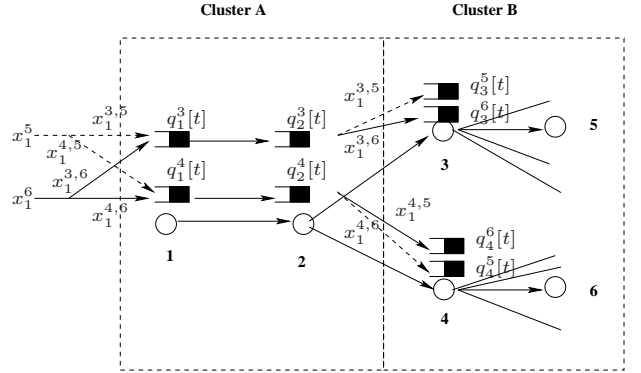 Cluster A
Cluster B
x_1^5
x_1^{3,5}
x_1^{4,5}
x_1^{3,6}
x_1^6
x_1^{4,6}
q_1^3[t]
q_1^4[t]
q_2^3[t]
q_2^4[t]
1
2
x_1^{3,5}
x_1^{3,6}
x_1^{4,5}
x_1^{4,6}
q_3^5[t]
q_3^6[t]
3
5
q_4^6[t]
q_4^5[t]
4
6